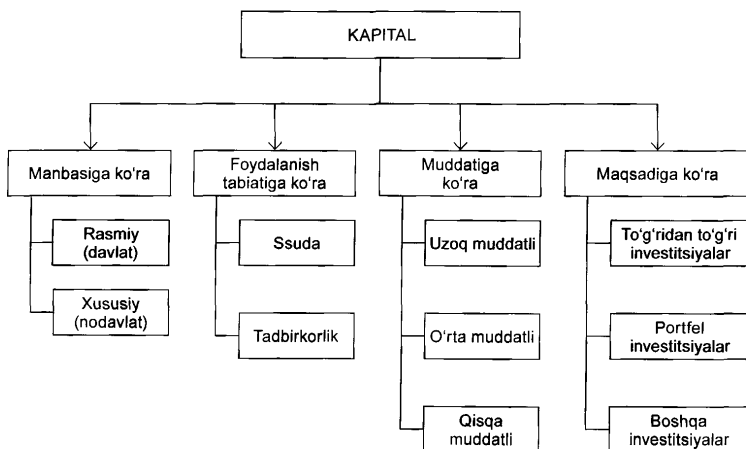 KAPITAL
Manbasiga ko‘ra
Rasmiy
(davlat)
Xususiy
(nodavlat)
Foydalanish
tabiatiga ko‘ra
Ssuda
Tadbirkorlik
Muddatiga
ko‘ra
Uzoq muddatli
O‘rta muddatli
Qisqa
muddatli
Maqsadiga ko‘ra
To‘g‘ridan to‘g‘ri
investitsiyalar
Portfel
investitsiyalar
Boshqa
investitsiyalar